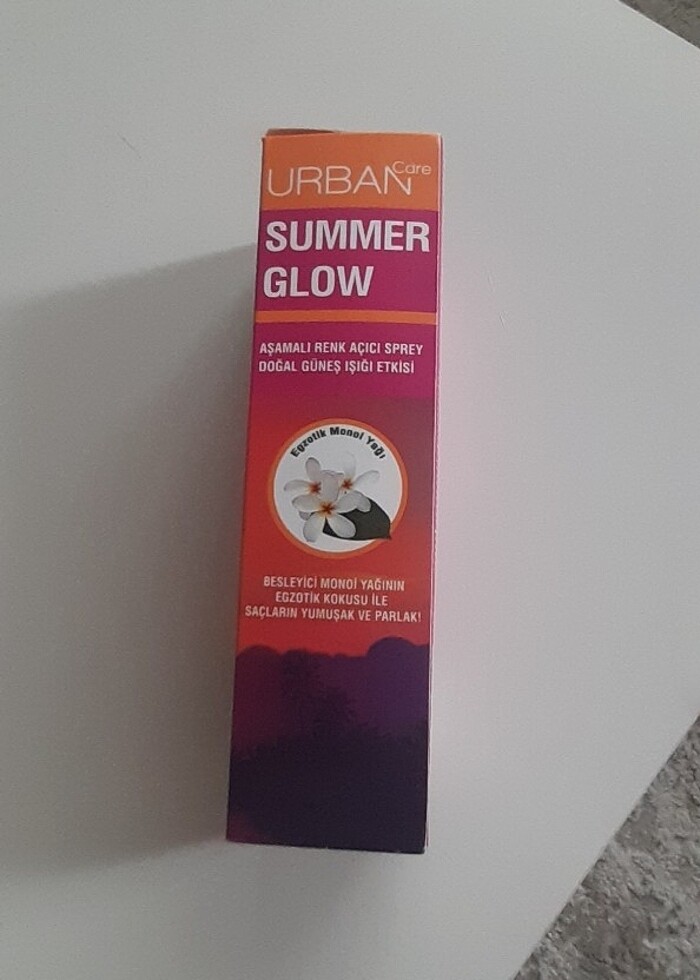 URBAN Care
SUMMER
GLOW
AŞAMALI RENK AÇICI SPREY
DOĞAL GÜNEŞ IŞIĞI ETKİSİ
Egzotik Monoi Yağı
BESLEYİCİ MONOİ YAĞININ
EGZOTİK KOKUSU İLE
SAÇLARIN YUMUŞAK VE PARLAK!